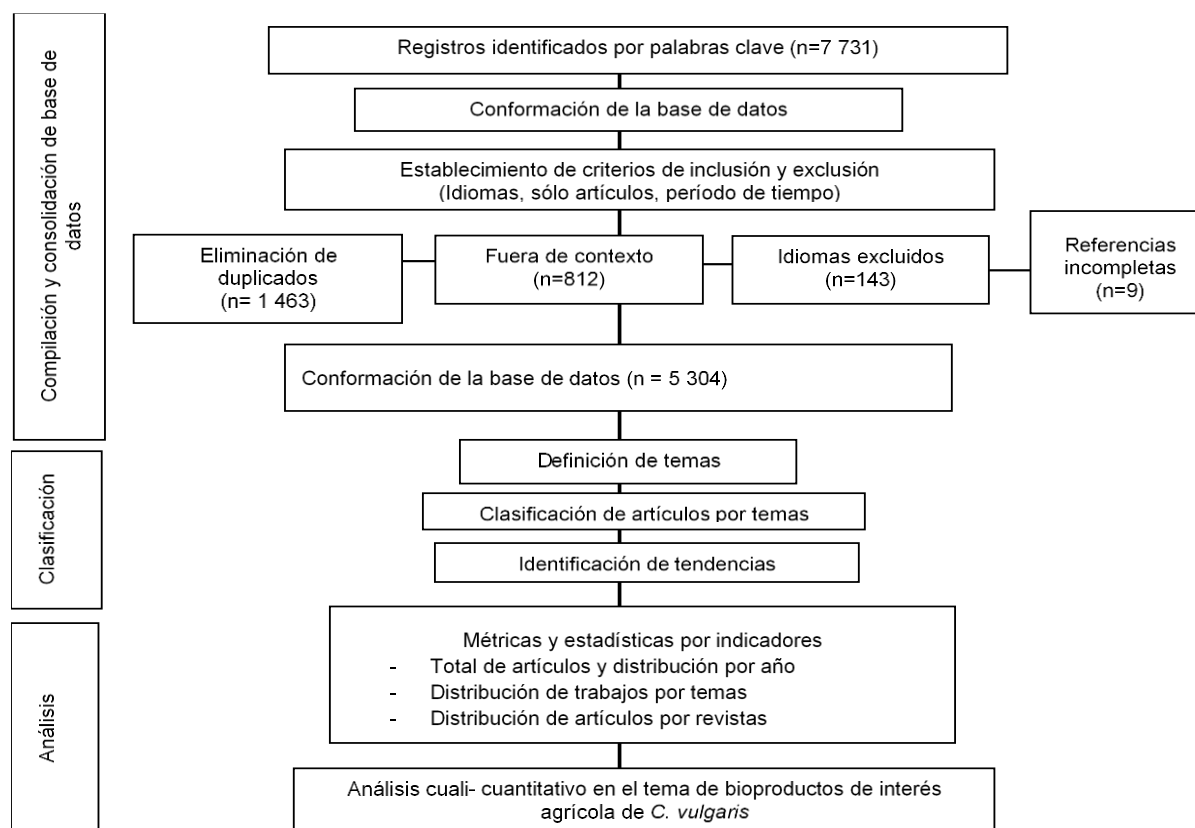 Compilación y consolidación de base de
datos
Registros identificados por palabras clave (n=7 731)
Conformación de la base de datos
Establecimiento de criterios de inclusión y exclusión
(Idiomas, sólo artículos, período de tiempo)
Eliminación de
duplicados
(n= 1 463)
Fuera de contexto
(n=812)
Idiomas excluidos
(n=143)
Referencias
incompletas
(n=9)
Conformación de la base de datos (n = 5 304)
Clasificación
Definición de temas
Clasificación de artículos por temas
Identificación de tendencias
Análisis
Métricas y estadísticas por indicadores
- Total de artículos y distribución por año
- Distribución de trabajos por temas
- Distribución de artículos por revistas
Análisis cuali- cuantitativo en el tema de bioproductos de interés
agrícola de C. vulgaris